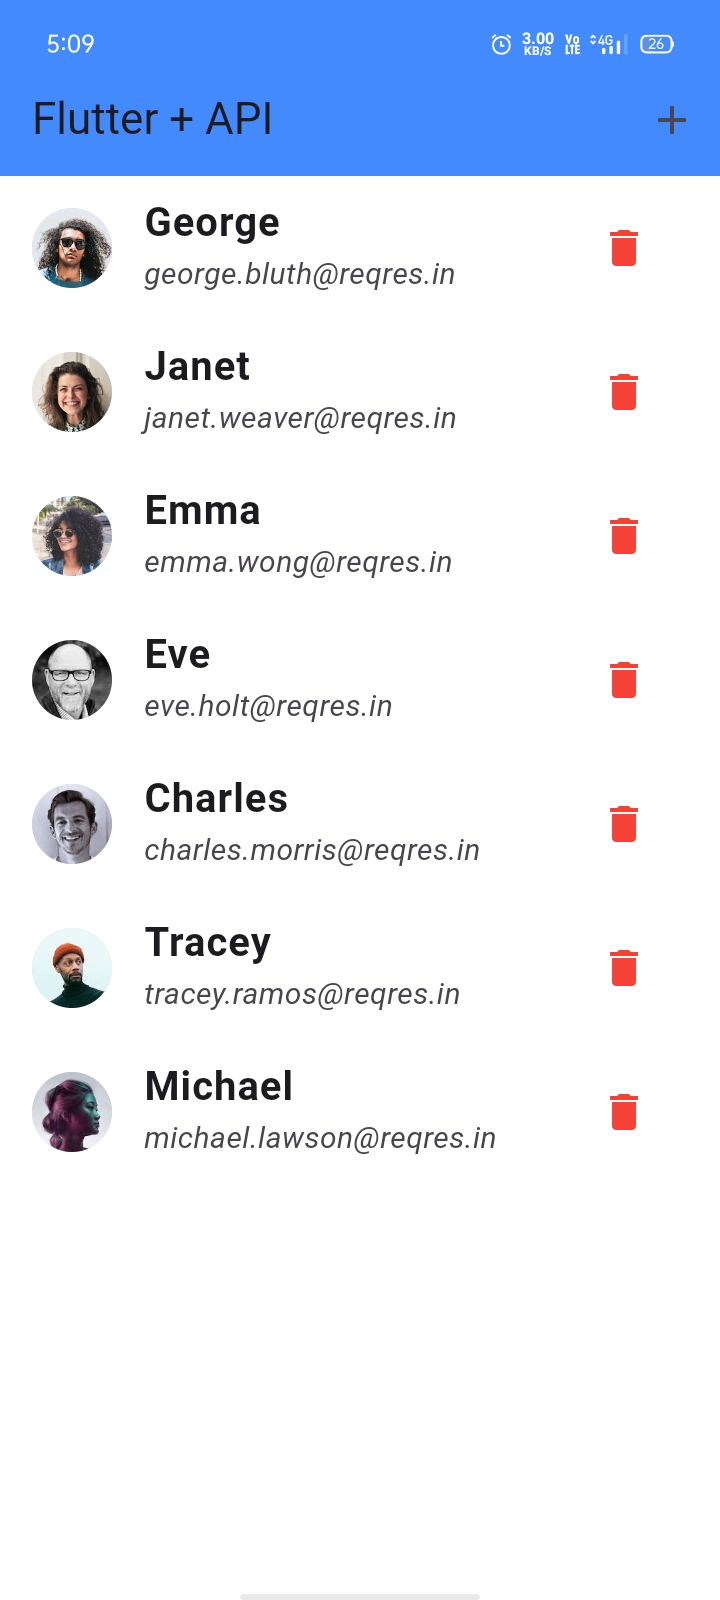 5:09
3.00
KB/S
Vo
LTE
4G
26
Flutter + API
George
george.bluth@reqres.in
Janet
janet.weaver@reqres.in
Emma
emma.wong@reqres.in
Eve
eve.holt@reqres.in
Charles
charles.morris@reqres.in
Tracey
tracey.ramos@reqres.in
Michael
michael.lawson@reqres.in